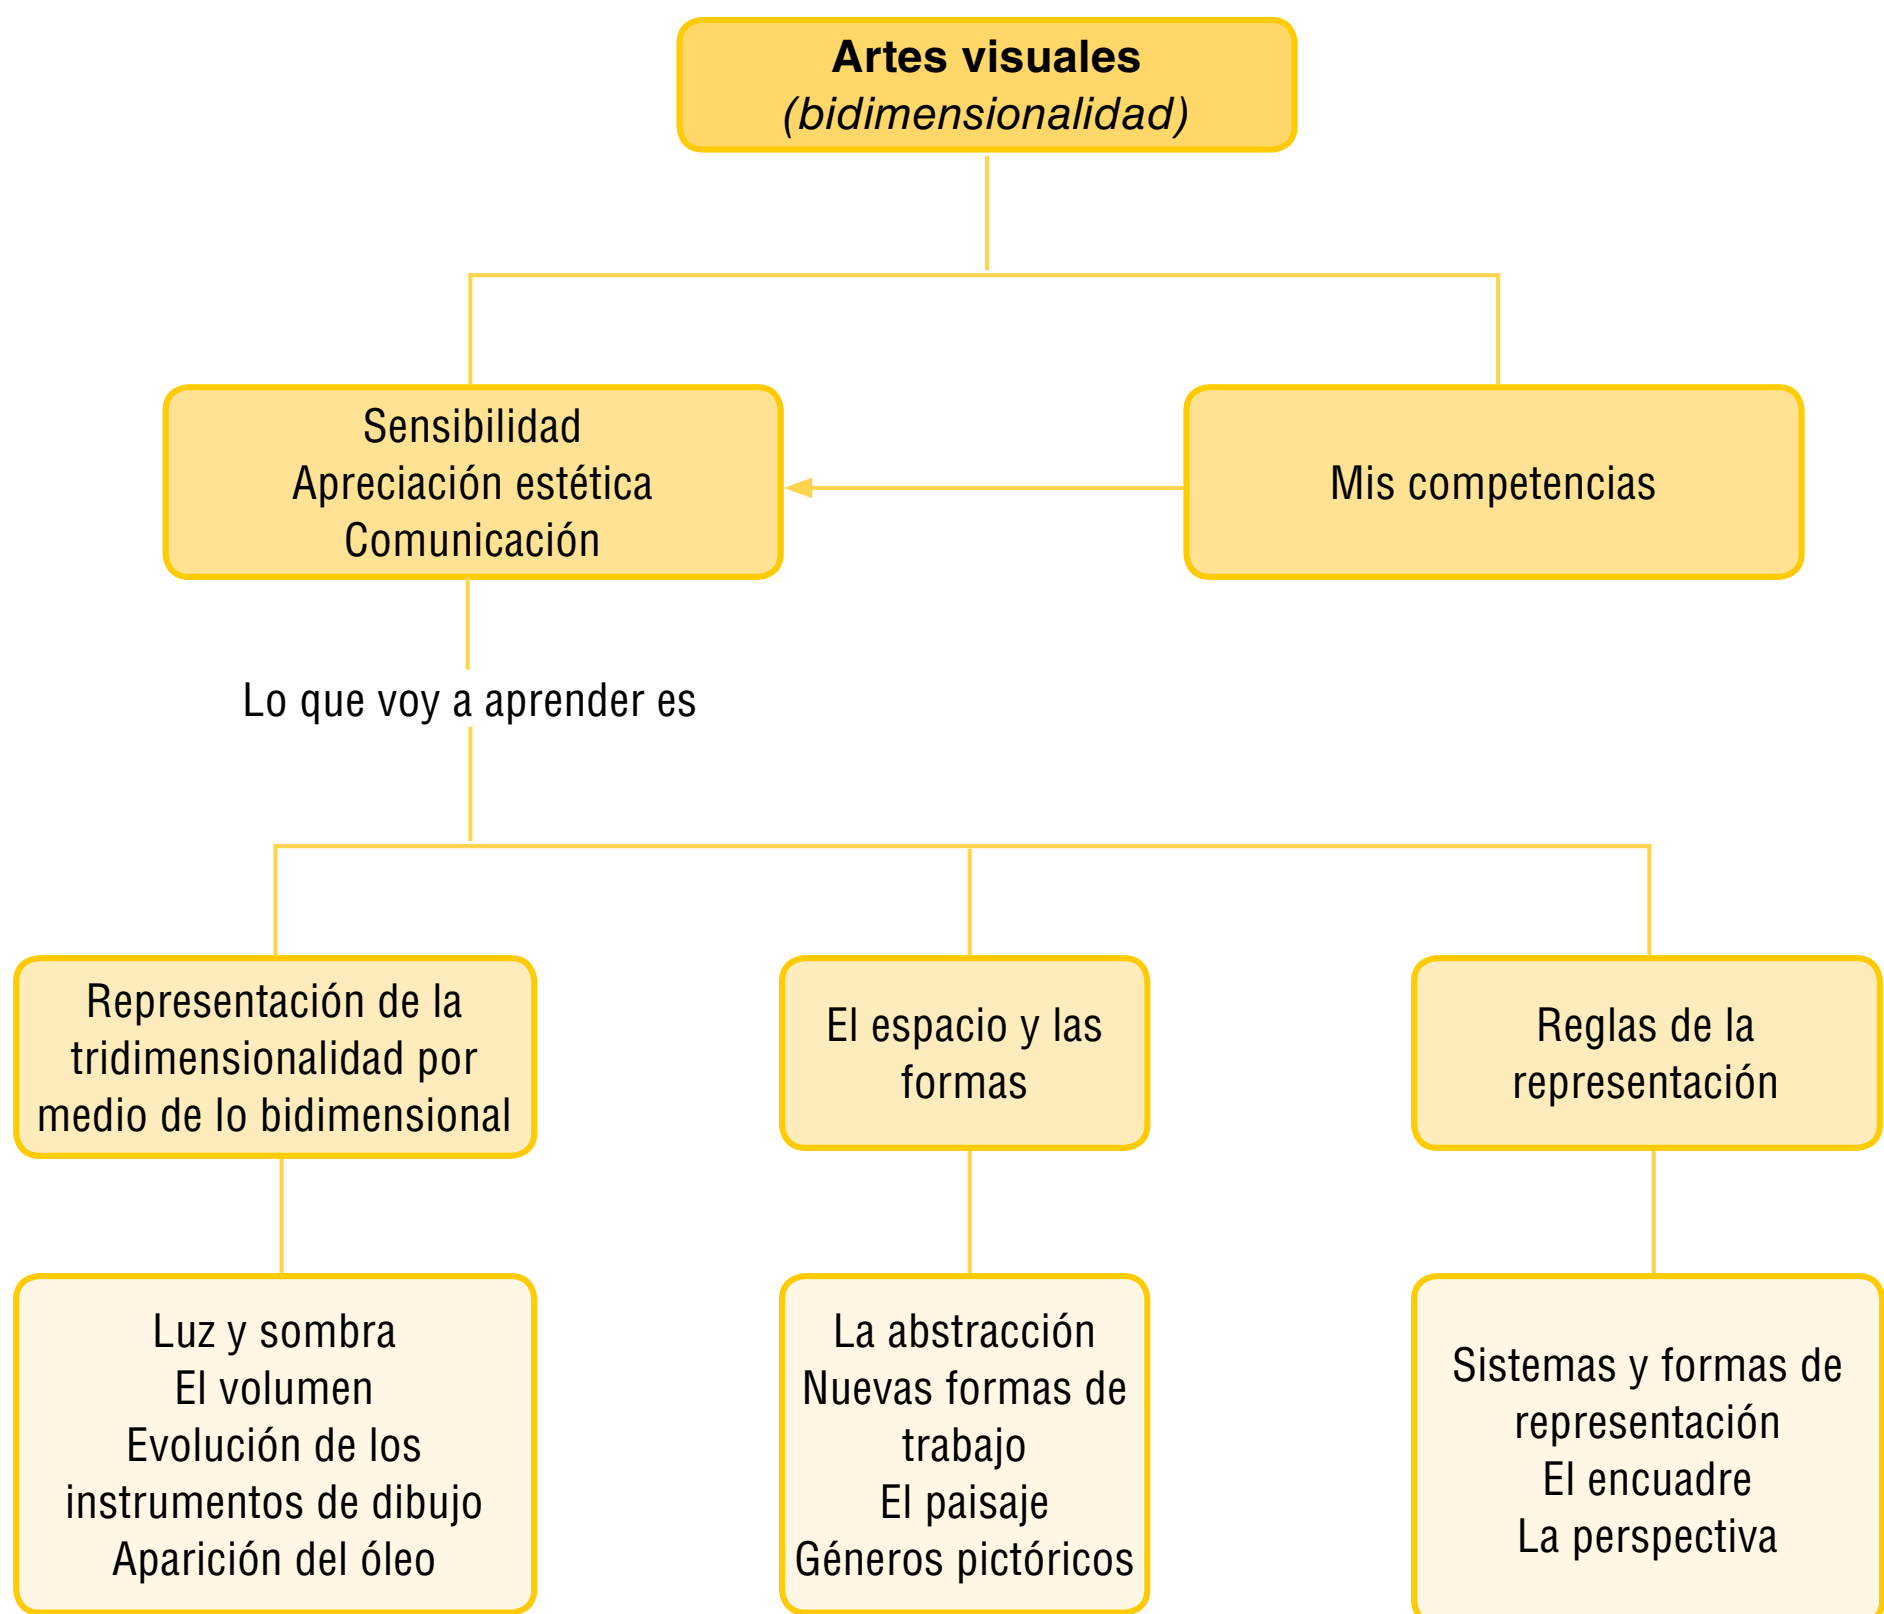 Artes visuales
(bidimensionalidad)
Sensibilidad
Apreciación estética
Comunicación
Mis competencias
Lo que voy a aprender es
Representación de la
tridimensionalidad por
medio de lo bidimensional
El espacio y las
formas
Reglas de la
representación
Luz y sombra
El volumen
Evolución de los
instrumentos de dibujo
Aparición del óleo
La abstracción
Nuevas formas de
trabajo
El paisaje
Géneros pictóricos
Sistemas y formas de
representación
El encuadre
La perspectiva